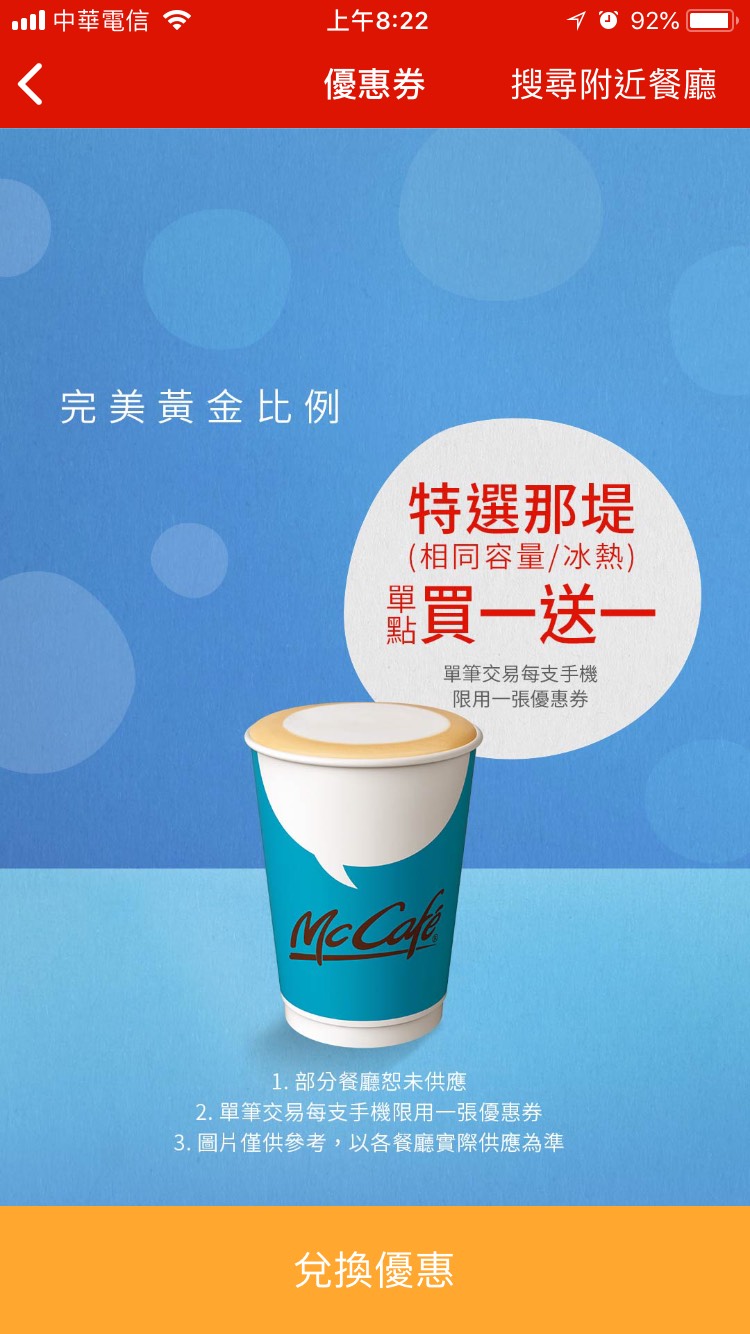 中華電信
上午8:22
92%
優惠券
搜尋附近餐廳
完美黃金比例
特選那堤
(相同容量/冰熱)
單點買一送一
單筆交易每支手機
限用一張優惠券
McCafé®
1. 部分餐廳恕未供應
2. 單筆交易每支手機限用一張優惠券
3. 圖片僅供參考，以各餐廳實際供應為準
兌換優惠